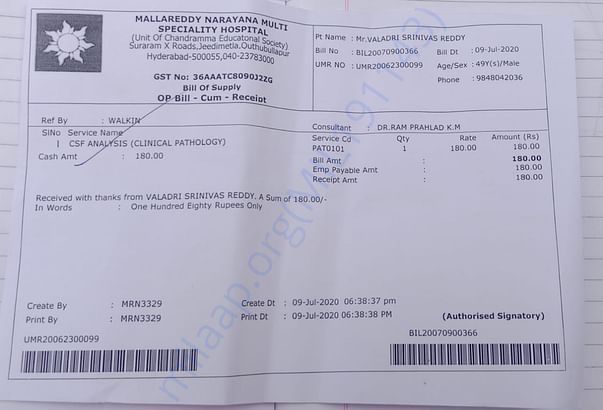 MALLAREDDY NARAYANA MULTI
SPECIALITY HOSPITAL
(Unit Of Chandramma Educatonal Society)
Suraram X Roads,Jeedimetla.Outhubullapur
Hyderabad-500055,040-23783000
GST No: 36AAATC8090J2ZG
Bill Of Supply
OP Bill - Cum - Receipt
Pt Name : Mr.VALADRI SRINIVAS REDDY
Bill No : BIL20070900366 Bill Dt : 09-Jul-2020
UMR NO : UMR20062300099 Age/Sex : 49Y(s)/Male
Phone : 9848042036
Ref By : WALKIN
Consultant : DR.RAM PRAHLAD K.M
SlNo Service Name Service Cd Qty Rate Amount (Rs)
1 CSF ANALYSIS (CLINICAL PATHOLOGY) PAT0101 1 180.00 180.00
Cash Amt : 180.00
Bill Amt : 180.00
Emp Payable Amt : 180.00
Receipt Amt : 180.00
Received with thanks from VALADRI SRINIVAS REDDY. A Sum of 180.00/-
In Words : One Hundred Eighty Rupees Only
Create By : MRN3329 Create Dt : 09-Jul-2020 06:38:37 pm
Print By : MRN3329 Print Dt : 09-Jul-2020 06:38:38 PM (Authorised Signatory)
UMR20062300099
BIL20070900366